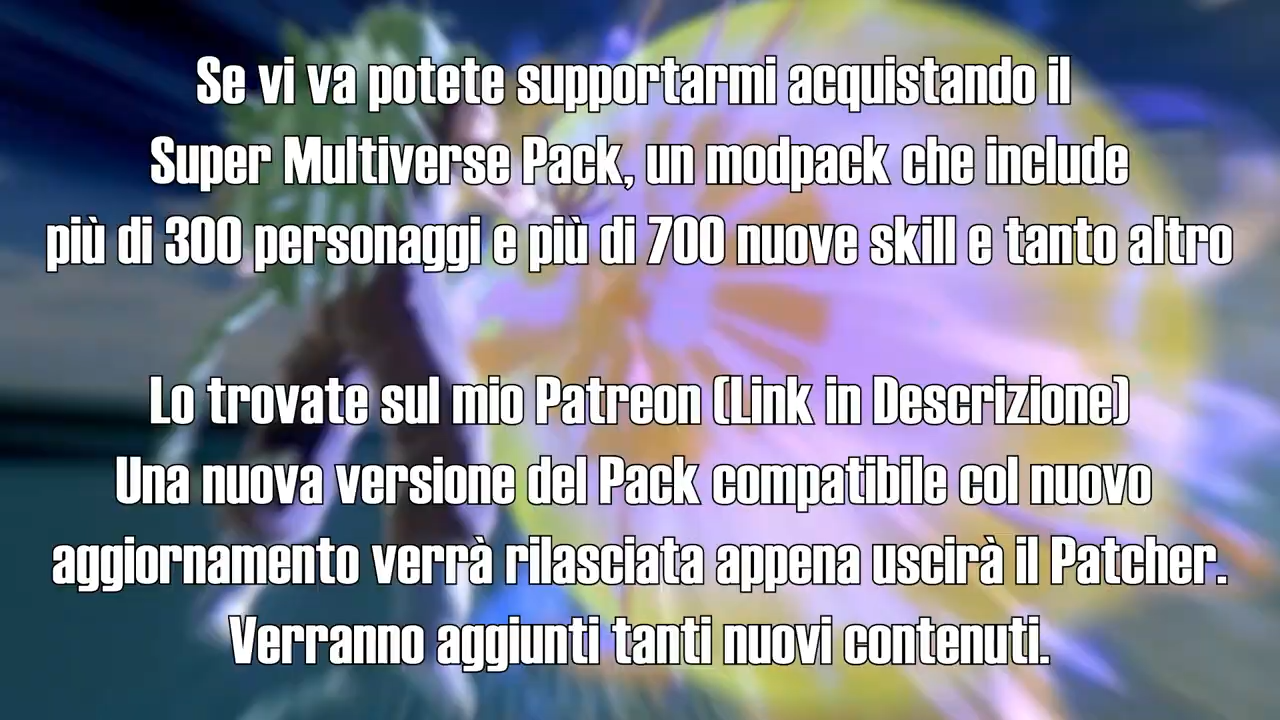 Se vi va potete supportarmi acquistando il
Super Multiverse Pack, un modpack che include
più di 300 personaggi e più di 700 nuove skill e tanto altro
Lo trovate sul mio Patreon (Link in Descrizione)
Una nuova versione del Pack compatibile col nuovo
aggiornamento verrà rilasciata appena uscirà il Patcher.
Verranno aggiunti tanti nuovi contenuti.